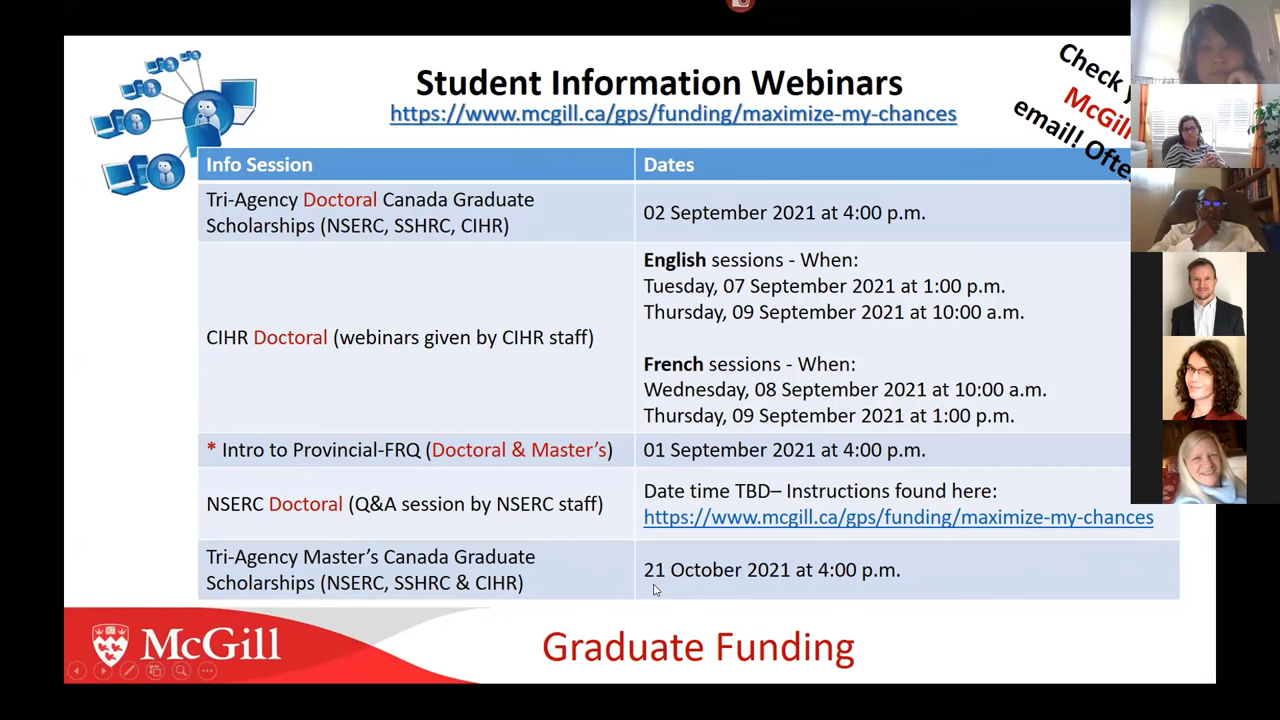 Student Information Webinars
https://www.mcgill.ca/gps/funding/maximize-my-chances
Check
McGill
email! Ofte
Info Session
Dates
Tri-Agency Doctoral Canada Graduate
Scholarships (NSERC, SSHRC, CIHR)
02 September 2021 at 4:00 p.m.
CIHR Doctoral (webinars given by CIHR staff)
English sessions - When:
Tuesday, 07 September 2021 at 1:00 p.m.
Thursday, 09 September 2021 at 10:00 a.m.
French sessions - When:
Wednesday, 08 September 2021 at 10:00 a.m.
Thursday, 09 September 2021 at 1:00 p.m.
* Intro to Provincial-FRQ (Doctoral & Master’s)
01 September 2021 at 4:00 p.m.
NSERC Doctoral (Q&A session by NSERC staff)
Date time TBD– Instructions found here:
https://www.mcgill.ca/gps/funding/maximize-my-chances
Tri-Agency Master’s Canada Graduate
Scholarships (NSERC, SSHRC & CIHR)
21 October 2021 at 4:00 p.m.
McGill
Graduate Funding